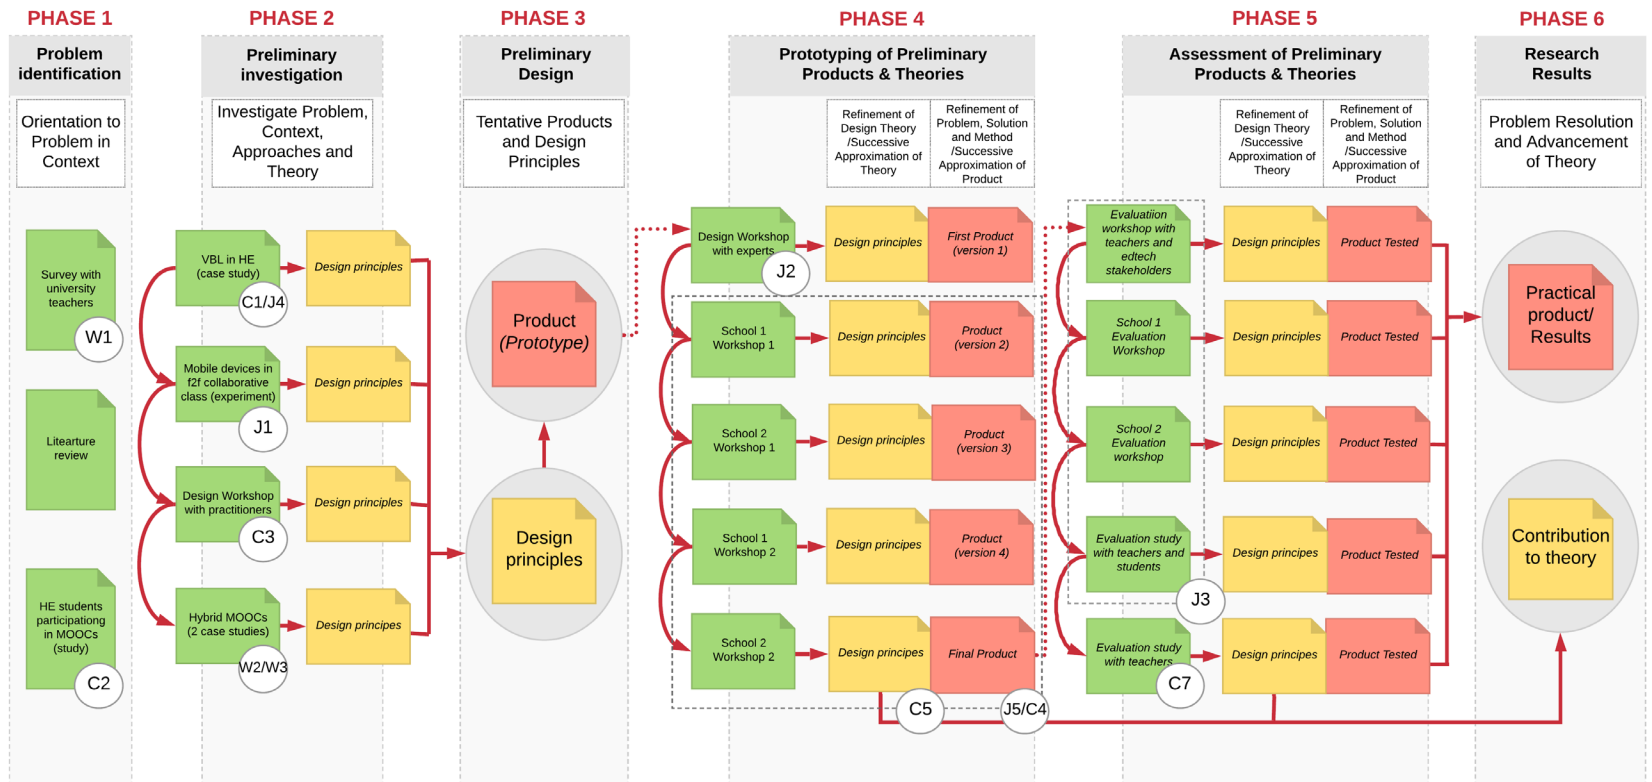 PHASE 1
Problem
identification
Orientation to
Problem in
Context
Survey with
university
teachers
W1
Litearture
review
HE students
participationg
in MOOCs
(study)
C2
PHASE 2
Preliminary
investigation
Investigate Problem,
Context,
Approaches and
Theory
VBL in HE
(case study)
C1/J4
Design principles
Mobile devices in
f2f collaborative
class (experiment)
J1
Design principles
Design Workshop
with practitioners
C3
Design principles
Hybrid MOOCs
(2 case studies)
W2/W3
Design principes
PHASE 3
Preliminary
Design
Tentative Products
and Design
Principles
Product
(Prototype)
Design
principles
PHASE 4
Prototyping of Preliminary
Products & Theories
Refinement of
Design Theory
/Successive
Approximation of
Theory
Refinement of
Problem, Solution
and Method
/Successive
Approximation of
Product
Design Workshop
with experts
J2
Design principles
First Product
(version 1)
School 1
Workshop 1
Design principles
Product
(version 2)
School 2
Workshop 1
Design principles
Product
(version 3)
School 1
Workshop 2
Design principes
Product
(version 4)
School 2
Workshop 2
Design principes
Final Product
C5
J5/C4
PHASE 5
Assessment of Preliminary
Products & Theories
Refinement of
Design Theory
/Successive
Approximation of
Theory
Refinement of
Problem, Solution
and Method
/Successive
Approximation of
Product
Evaluatiion
workshop with
teachers and
edtech
stakeholders
Design principles
Product Tested
School 1
Evaluation
Workshop
Design principles
Product Tested
School 2
Evaluation
workshop
Design principles
Product Tested
Evaluation study
with teachers and
students
J3
Design principes
Product Tested
Evaluation study
with teachers
C7
Design principes
Product Tested
PHASE 6
Research
Results
Problem Resolution
and Advancement
of Theory
Practical
product/
Results
Contribution
to theory